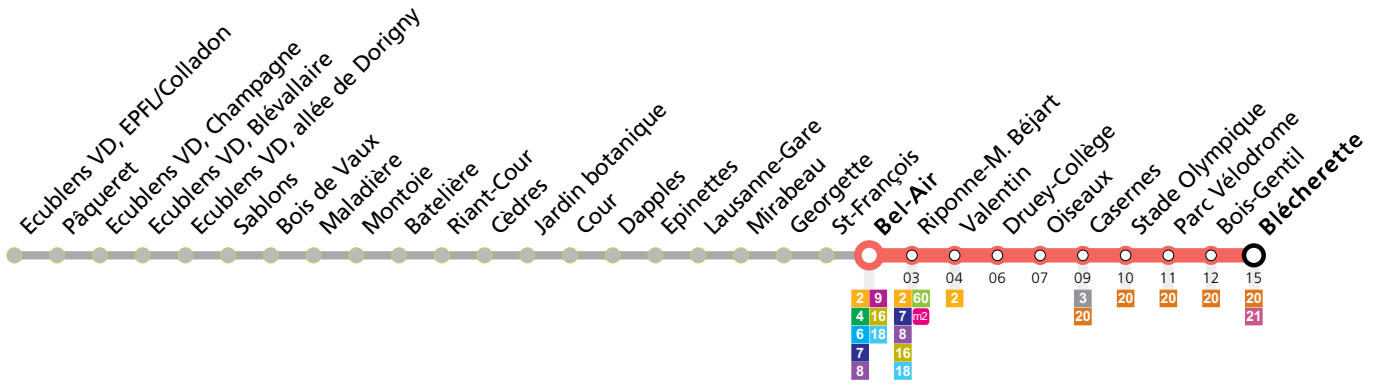 Ecublens VD, EPFL/Colladon
Pâqueret
Ecublens VD, Champagne
Ecublens VD, Blévallaire
Ecublens VD, allée de Dorigny
Sablons
Bois de Vaux
Maladière
Montoie
Batelière
Riant-Cour
Cèdres
Jardin botanique
Cour
Dapples
Epinettes
Lausanne-Gare
Mirabeau
Georgette
St-François
Bel-Air
Riponne-M. Béjart
Valentin
Druey-Collège
Oiseaux
Casernes
Stade Olympique
Parc Vélodrome
Bois-Gentil
Blécherette
03 04 06 07 09 10 11 12 15
2 9 2 60 2 3 20 20 20 20
4 16 7 m2 20 21
6 18 8
7 16
8 18